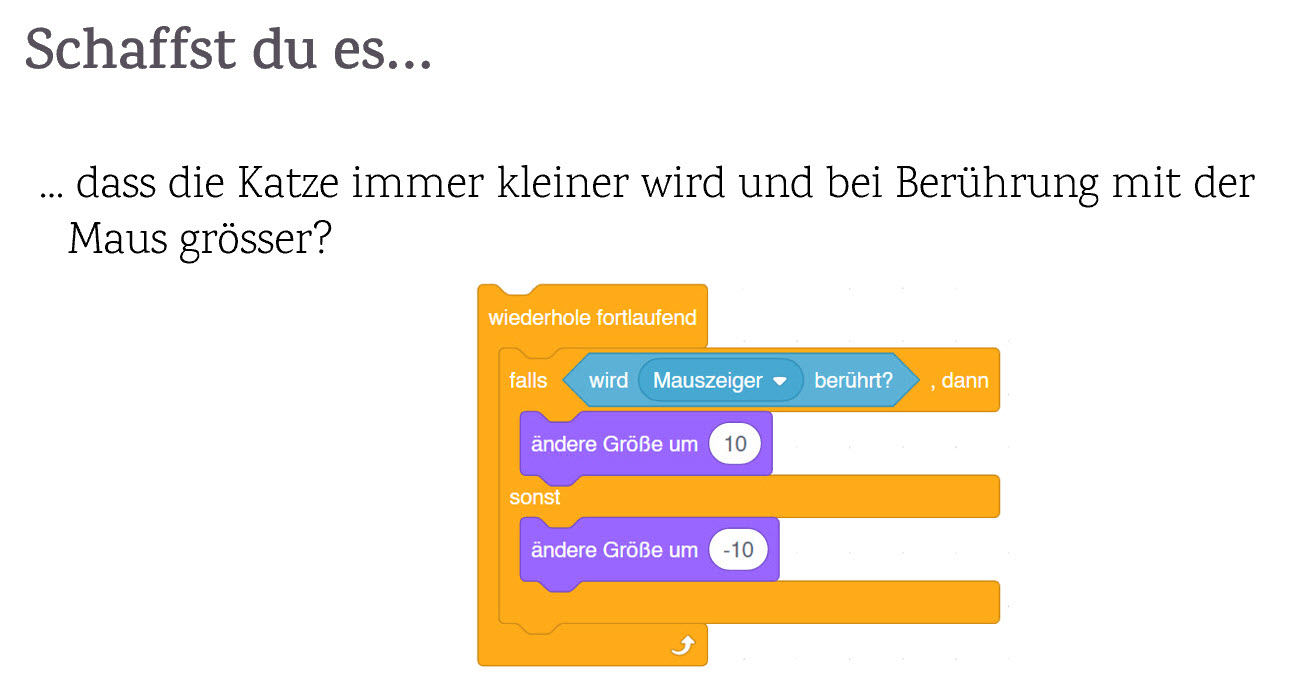 Schaffst du es...
... dass die Katze immer kleiner wird und bei Berührung mit der
Maus grösser?
wiederhole fortlaufend
falls wird Mauszeiger berührt? , dann
ändere Größe um 10
sonst
ändere Größe um -10